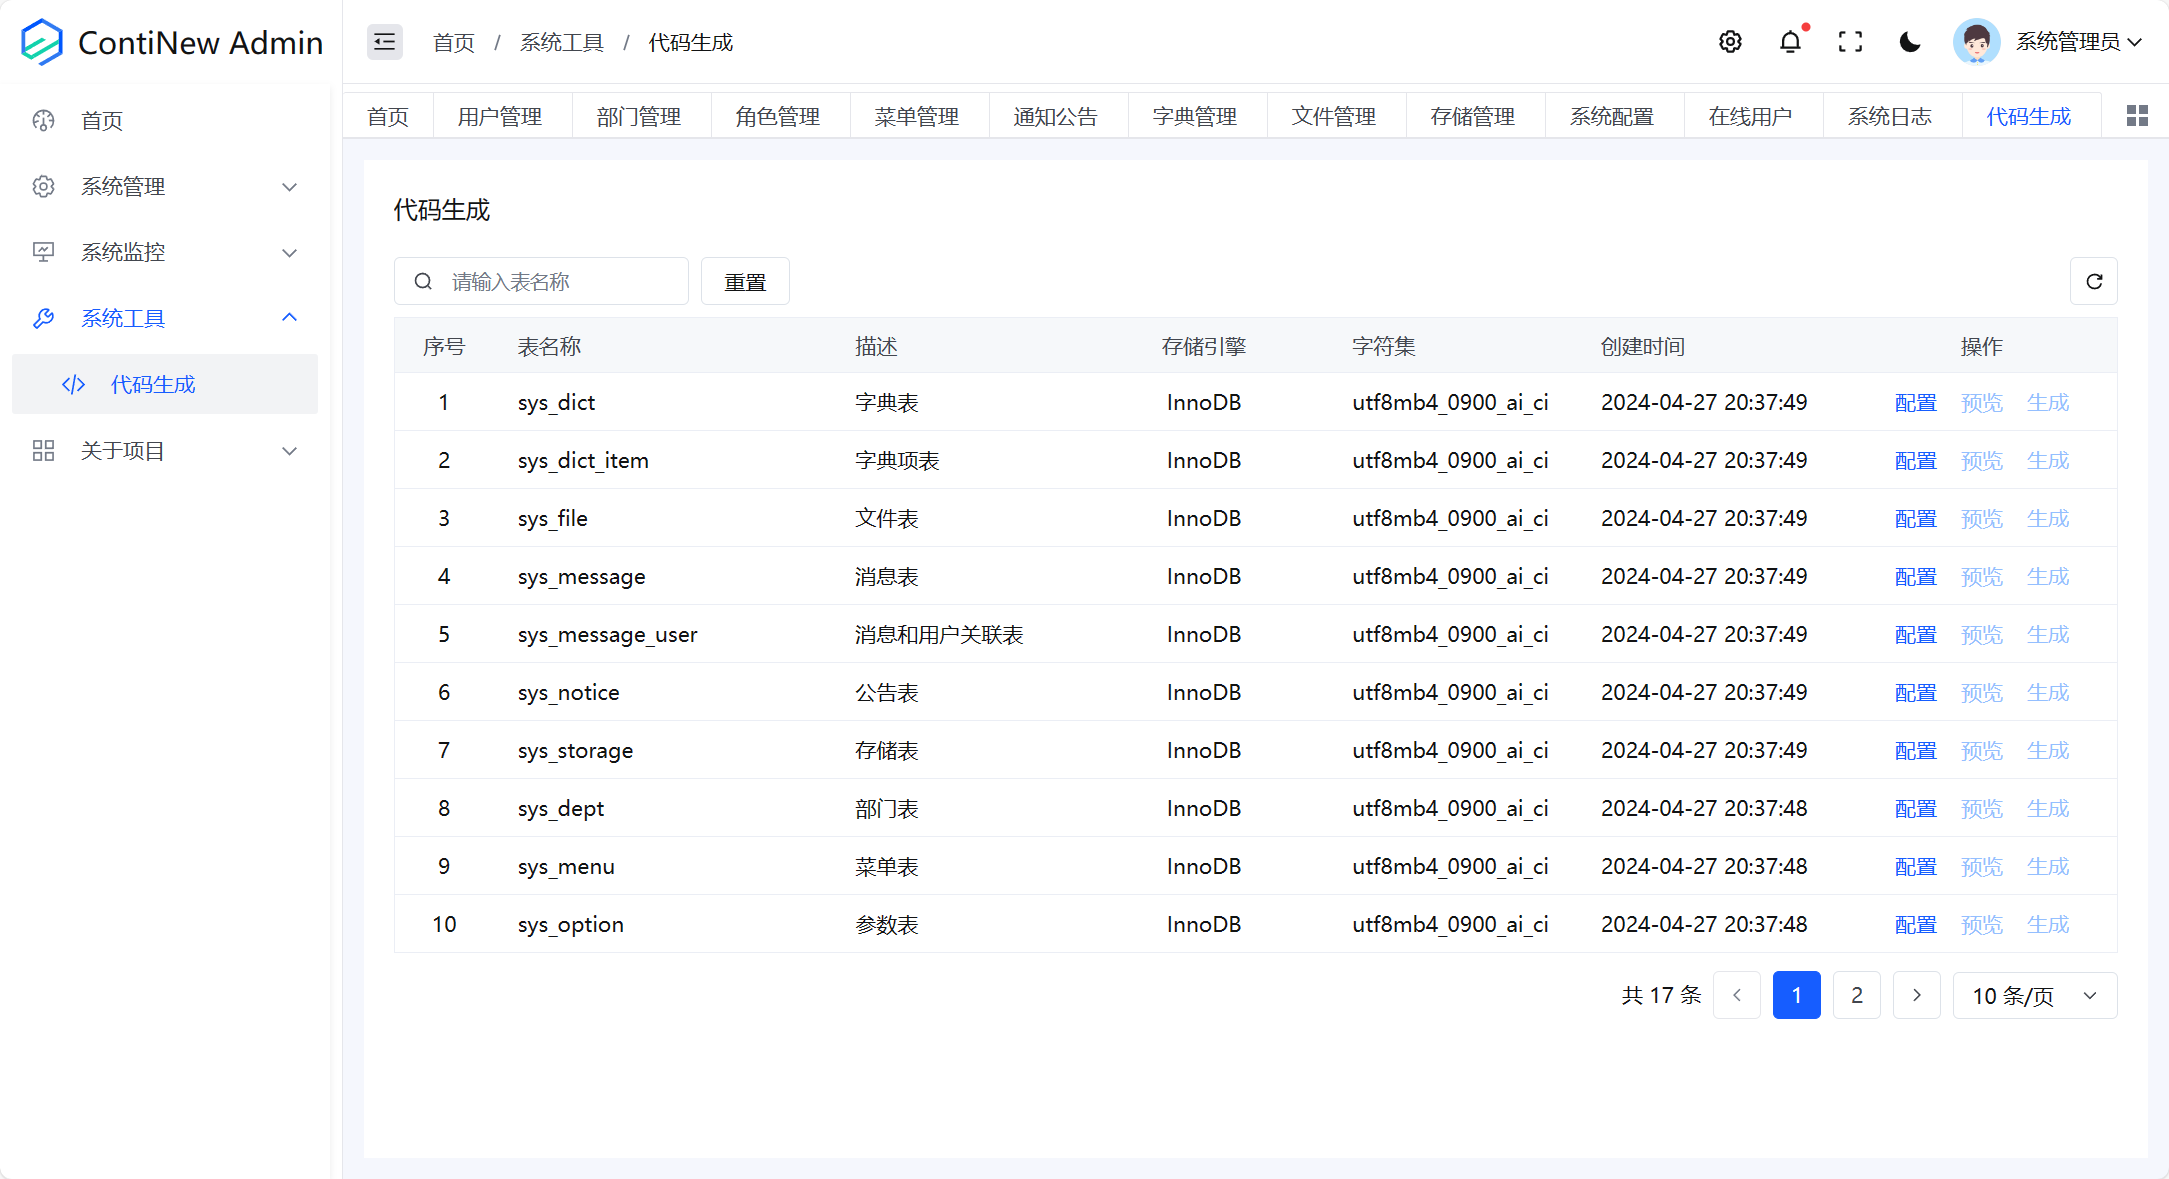 ContiNew Admin
首页 / 系统工具 / 代码生成
系统管理员
首页
系统管理
系统监控
系统工具
代码生成
关于项目
首页 用户管理 部门管理 角色管理 菜单管理 通知公告 字典管理 文件管理 存储管理 系统配置 在线用户 系统日志 代码生成
代码生成
请输入表名称 重置
序号 表名称 描述 存储引擎 字符集 创建时间 操作
1 sys_dict 字典表 InnoDB utf8mb4_0900_ai_ci 2024-04-27 20:37:49 配置 预览 生成
2 sys_dict_item 字典项表 InnoDB utf8mb4_0900_ai_ci 2024-04-27 20:37:49 配置 预览 生成
3 sys_file 文件表 InnoDB utf8mb4_0900_ai_ci 2024-04-27 20:37:49 配置 预览 生成
4 sys_message 消息表 InnoDB utf8mb4_0900_ai_ci 2024-04-27 20:37:49 配置 预览 生成
5 sys_message_user 消息和用户关联表 InnoDB utf8mb4_0900_ai_ci 2024-04-27 20:37:49 配置 预览 生成
6 sys_notice 公告表 InnoDB utf8mb4_0900_ai_ci 2024-04-27 20:37:49 配置 预览 生成
7 sys_storage 存储表 InnoDB utf8mb4_0900_ai_ci 2024-04-27 20:37:49 配置 预览 生成
8 sys_dept 部门表 InnoDB utf8mb4_0900_ai_ci 2024-04-27 20:37:48 配置 预览 生成
9 sys_menu 菜单表 InnoDB utf8mb4_0900_ai_ci 2024-04-27 20:37:48 配置 预览 生成
10 sys_option 参数表 InnoDB utf8mb4_0900_ai_ci 2024-04-27 20:37:48 配置 预览 生成
共 17 条 1 2 10 条/页